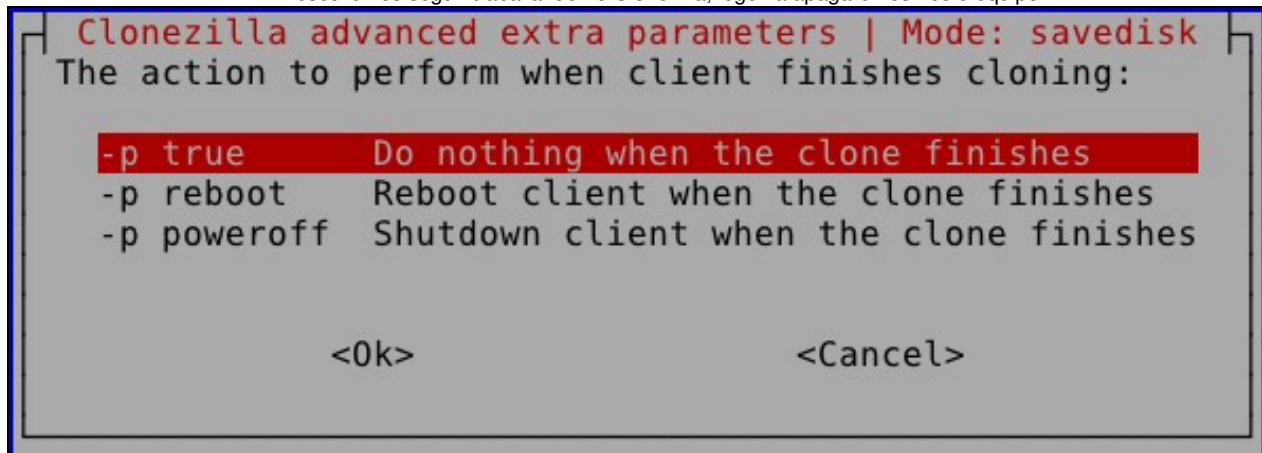 Clonezilla advanced extra parameters | Mode: savedisk
The action to perform when client finishes cloning:
-p true Do nothing when the clone finishes
-p reboot Reboot client when the clone finishes
-p poweroff Shutdown client when the clone finishes
<Ok> <Cancel>